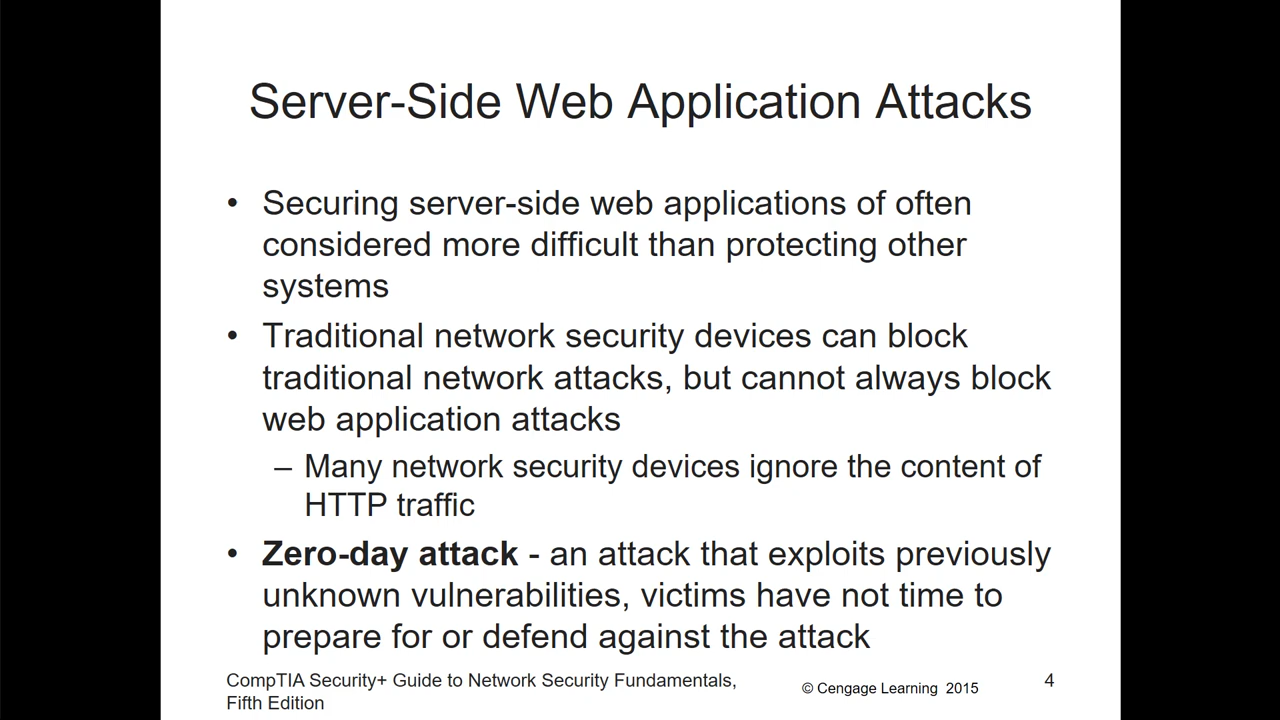 Server-Side Web Application Attacks
• Securing server-side web applications of often
considered more difficult than protecting other
systems
• Traditional network security devices can block
traditional network attacks, but cannot always block
web application attacks
– Many network security devices ignore the content of
HTTP traffic
• Zero-day attack - an attack that exploits previously
unknown vulnerabilities, victims have not time to
prepare for or defend against the attack
CompTIA Security+ Guide to Network Security Fundamentals,
Fifth Edition
© Cengage Learning 2015
4